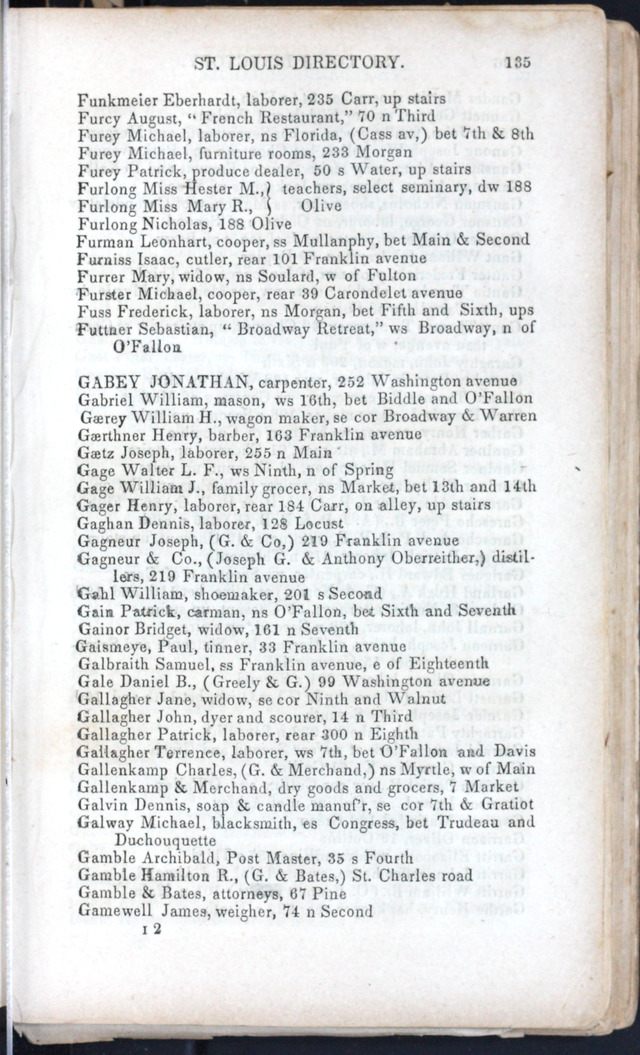 ST. LOUIS DIRECTORY. 135
Funkmeier Eberhardt, laborer, 235 Carr, up stairs
Furcy August, “ French Restaurant,” 70 n Third
Furey Michael, laborer, ns Florida, (Cass av,) bet 7th & 8th
Furey Michael, furniture rooms, 233 Morgan
Furey Patrick, produce dealer, 50 s Water, up stairs
Furlong Miss Hester M., } teachers, select seminary, dw 188
Furlong Miss Mary R., } Olive
Furlong Nicholas, 188 Olive
Furman Leonhart, cooper, ss Mullanphy, bet Main & Second
Furniss Isaac, cutler, rear 101 Franklin avenue
Furrer Mary, widow, ns Soulard, w of Fulton
Furster Michael, cooper, rear 39 Carondelet avenue
Fuss Frederick, laborer, ns Morgan, bet Fifth and Sixth, ups
Futtner Sebastian, “ Broadway Retreat,” ws Broadway, n of
O’Fallon
GABEY JONATHAN, carpenter, 252 Washington avenue
Gabriel William, mason, ws 16th, bet Biddle and O’Fallon
Gærey William H., wagon maker, se cor Broadway & Warren
Gærthner Henry, barber, 163 Franklin avenue
Gætz Joseph, laborer, 255 n Main
Gage Walter L. F., ws Ninth, n of Spring
Gage William J., family grocer, ns Market, bet 13th and 14th
Gager Henry, laborer, rear 184 Carr, on alley, up stairs
Gaghan Dennis, laborer, 128 Locust
Gagneur Joseph, (G. & Co,) 219 Franklin avenue
Gagneur & Co., (Joseph G. & Anthony Oberreither,) distil-
lers, 219 Franklin avenue
Gahl William, shoemaker, 201 s Second
Gain Patrick, carman, ns O’Fallon, bet Sixth and Seventh
Gainor Bridget, widow, 161 n Seventh
Gaismeye, Paul, tinner, 33 Franklin avenue
Galbraith Samuel, ss Franklin avenue, e of Eighteenth
Gale Daniel B., (Greely & G.) 99 Washington avenue
Gallagher Jane, widow, se cor Ninth and Walnut
Gallagher John, dyer and scourer, 14 n Third
Gallagher Patrick, laborer, rear 300 n Eighth
Gallagher Terrence, laborer, ws 7th, bet O’Fallon and Davis
Gallenkamp Charles, (G. & Merchand,) ns Myrtle, w of Main
Gallenkamp & Merchand, dry goods and grocers, 7 Market
Galvin Dennis, soap & candle manuf’r, se cor 7th & Gratiot
Galway Michael, blacksmith, es Congress, bet Trudeau and
Duchouquette
Gamble Archibald, Post Master, 35 s Fourth
Gamble Hamilton R., (G. & Bates,) St. Charles road
Gamble & Bates, attorneys, 67 Pine
Gamewell James, weigher, 74 n Second
I 2